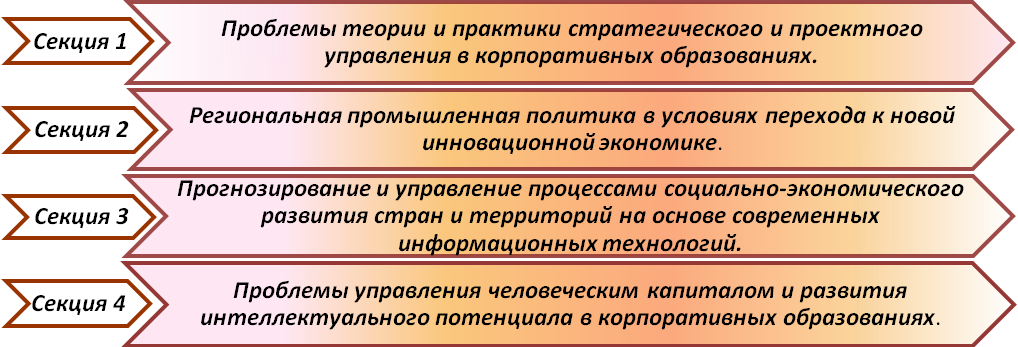 Секция 1
Проблемы теории и практики стратегического и проектного
управления в корпоративных образованиях.
Секция 2
Региональная промышленная политика в условиях перехода к новой
инновационной экономике.
Секция 3
Прогнозирование и управление процессами социально-экономического
развития стран и территорий на основе современных
информационных технологий.
Секция 4
Проблемы управления человеческим капиталом и развития
интеллектуального потенциала в корпоративных образованиях.